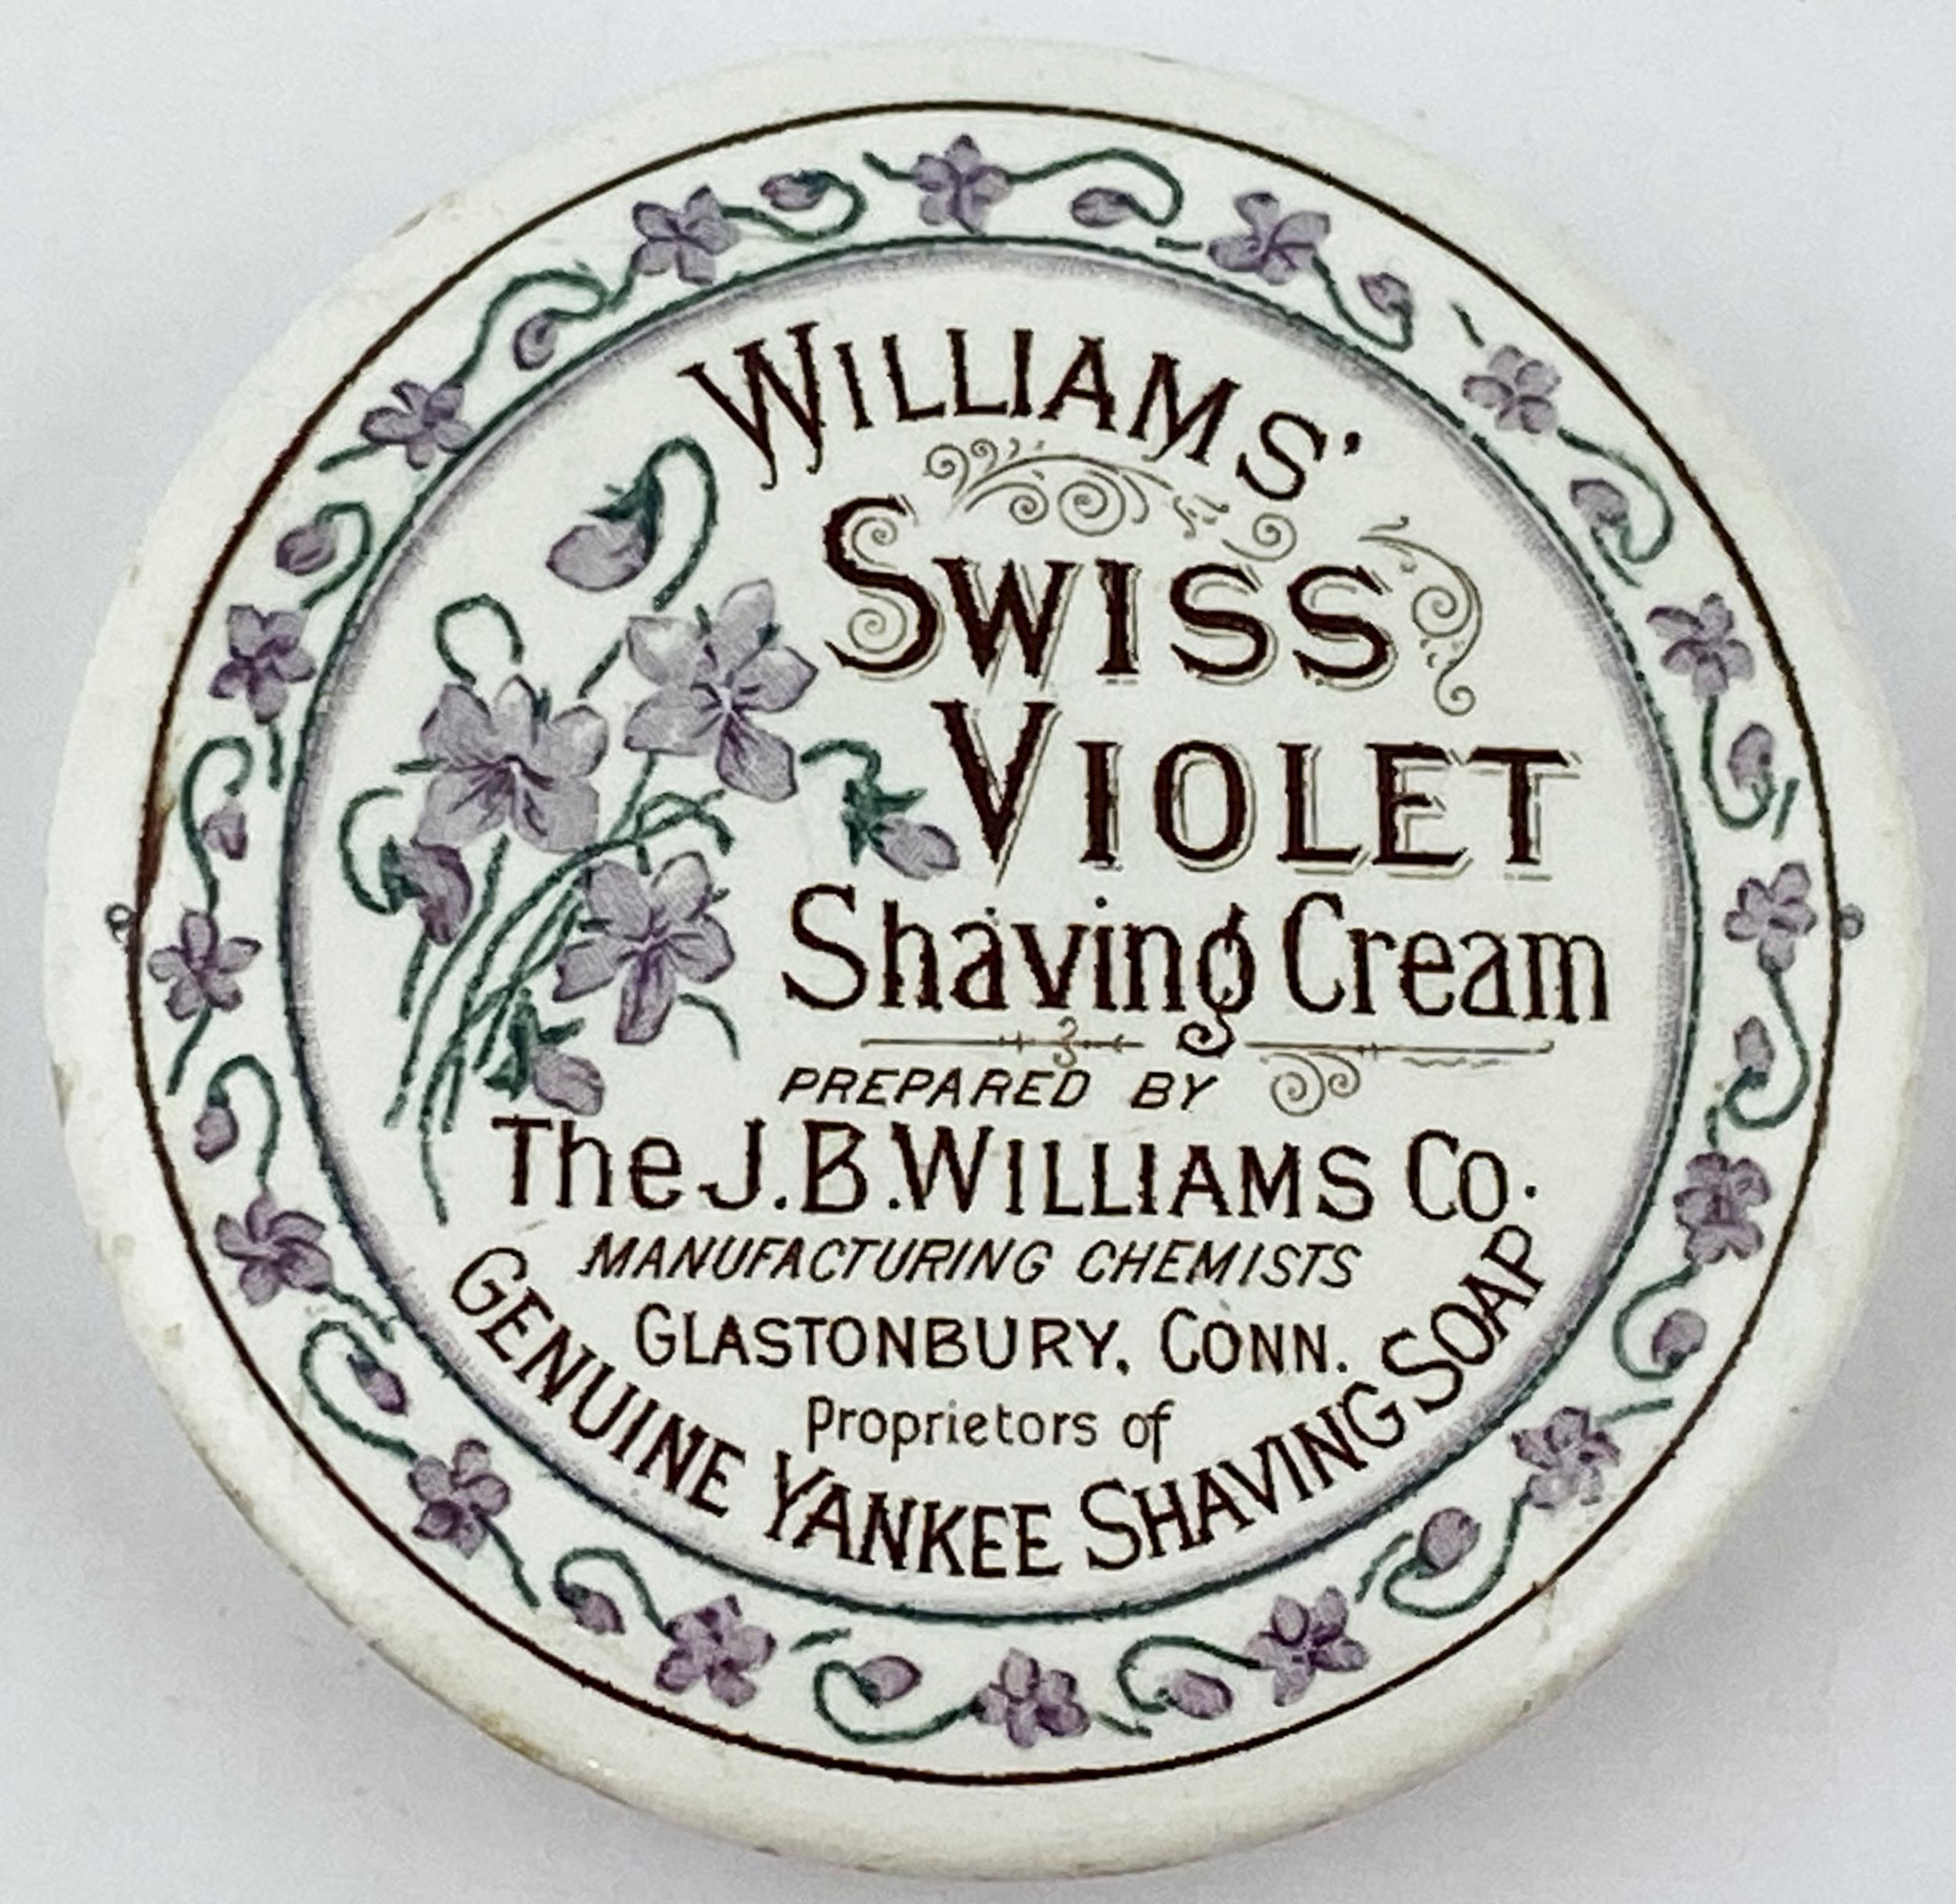 WILLIAMS'
SWISS
VIOLET
Shaving Cream
PREPARED BY
The J.B. WILLIAMS CO.
MANUFACTURING CHEMISTS
GLASTONBURY, CONN.
Proprietors of
GENUINE YANKEE SHAVING SOAP